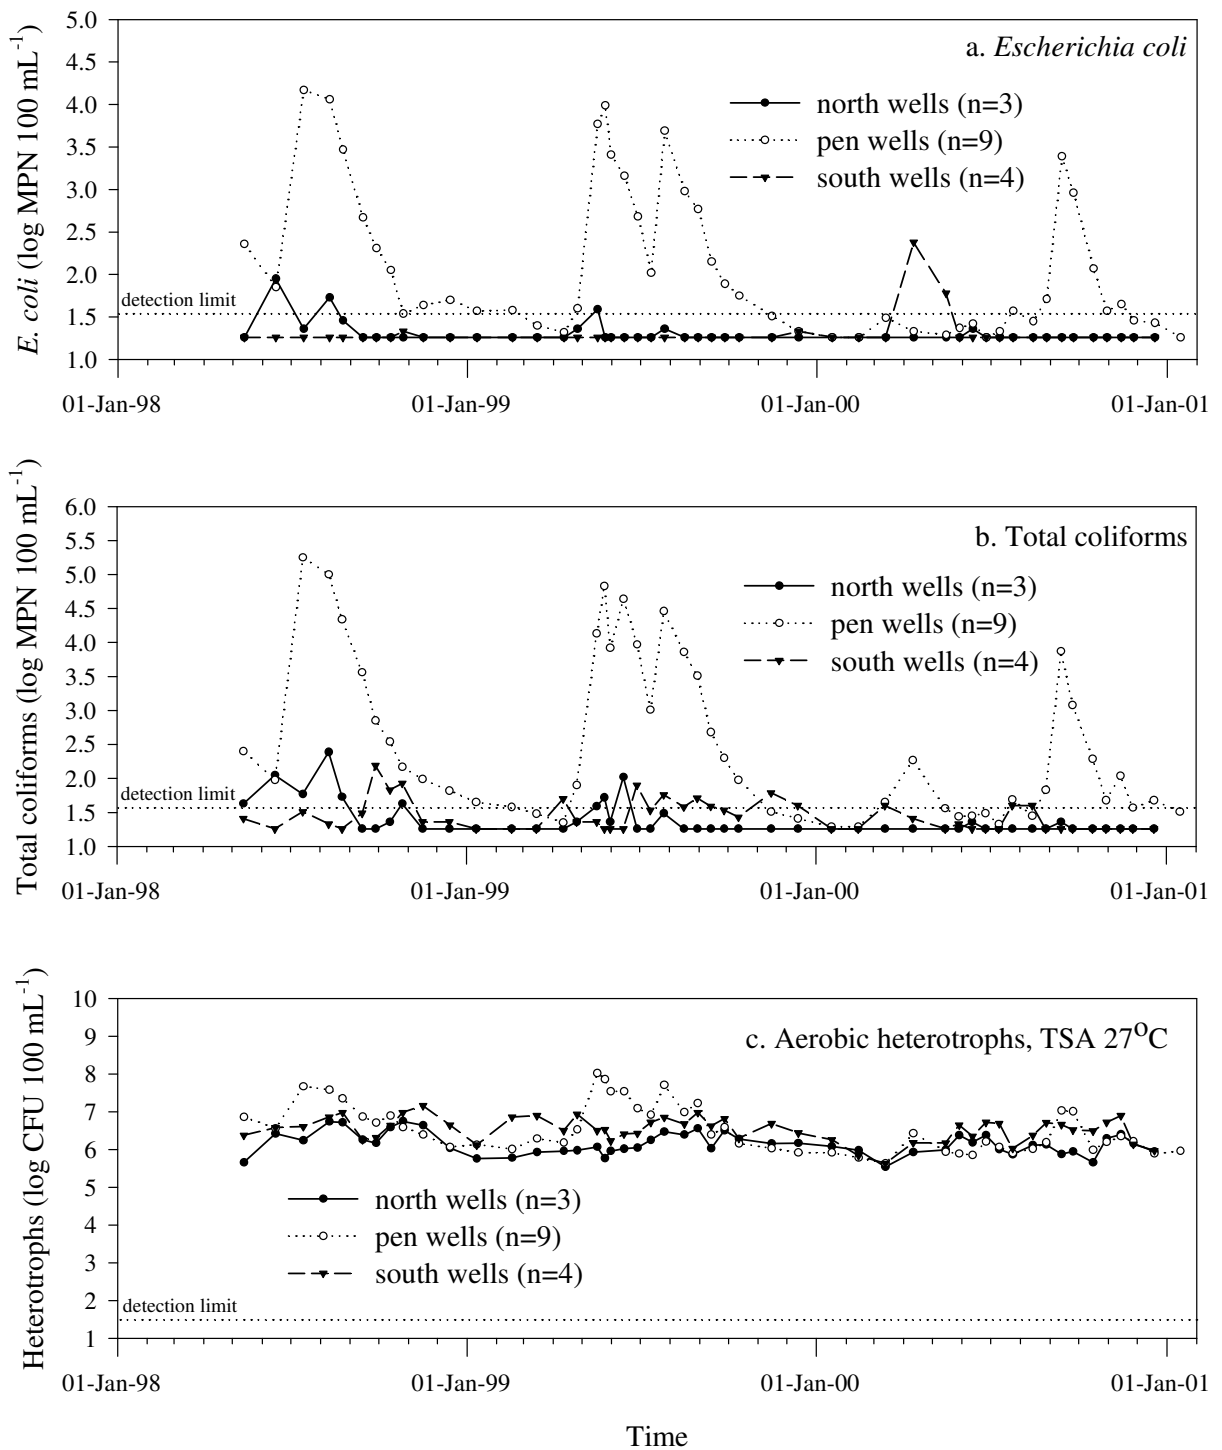 a. Escherichia coli
E. coli (log MPN 100 mL-1)
5.0
4.5
4.0
3.5
3.0
2.5
2.0
1.5
1.0
north wells (n=3)
pen wells (n=9)
south wells (n=4)
detection limit
01-Jan-98 01-Jan-99 01-Jan-00 01-Jan-01
b. Total coliforms
Total coliforms (log MPN 100 mL-1)
6.0
5.5
5.0
4.5
4.0
3.5
3.0
2.5
2.0
1.5
1.0
north wells (n=3)
pen wells (n=9)
south wells (n=4)
detection limit
01-Jan-98 01-Jan-99 01-Jan-00 01-Jan-01
c. Aerobic heterotrophs, TSA 27oC
Heterotrophs (log CFU 100 mL-1)
10
9
8
7
6
5
4
3
2
1
north wells (n=3)
pen wells (n=9)
south wells (n=4)
detection limit
01-Jan-98 01-Jan-99 01-Jan-00 01-Jan-01
Time